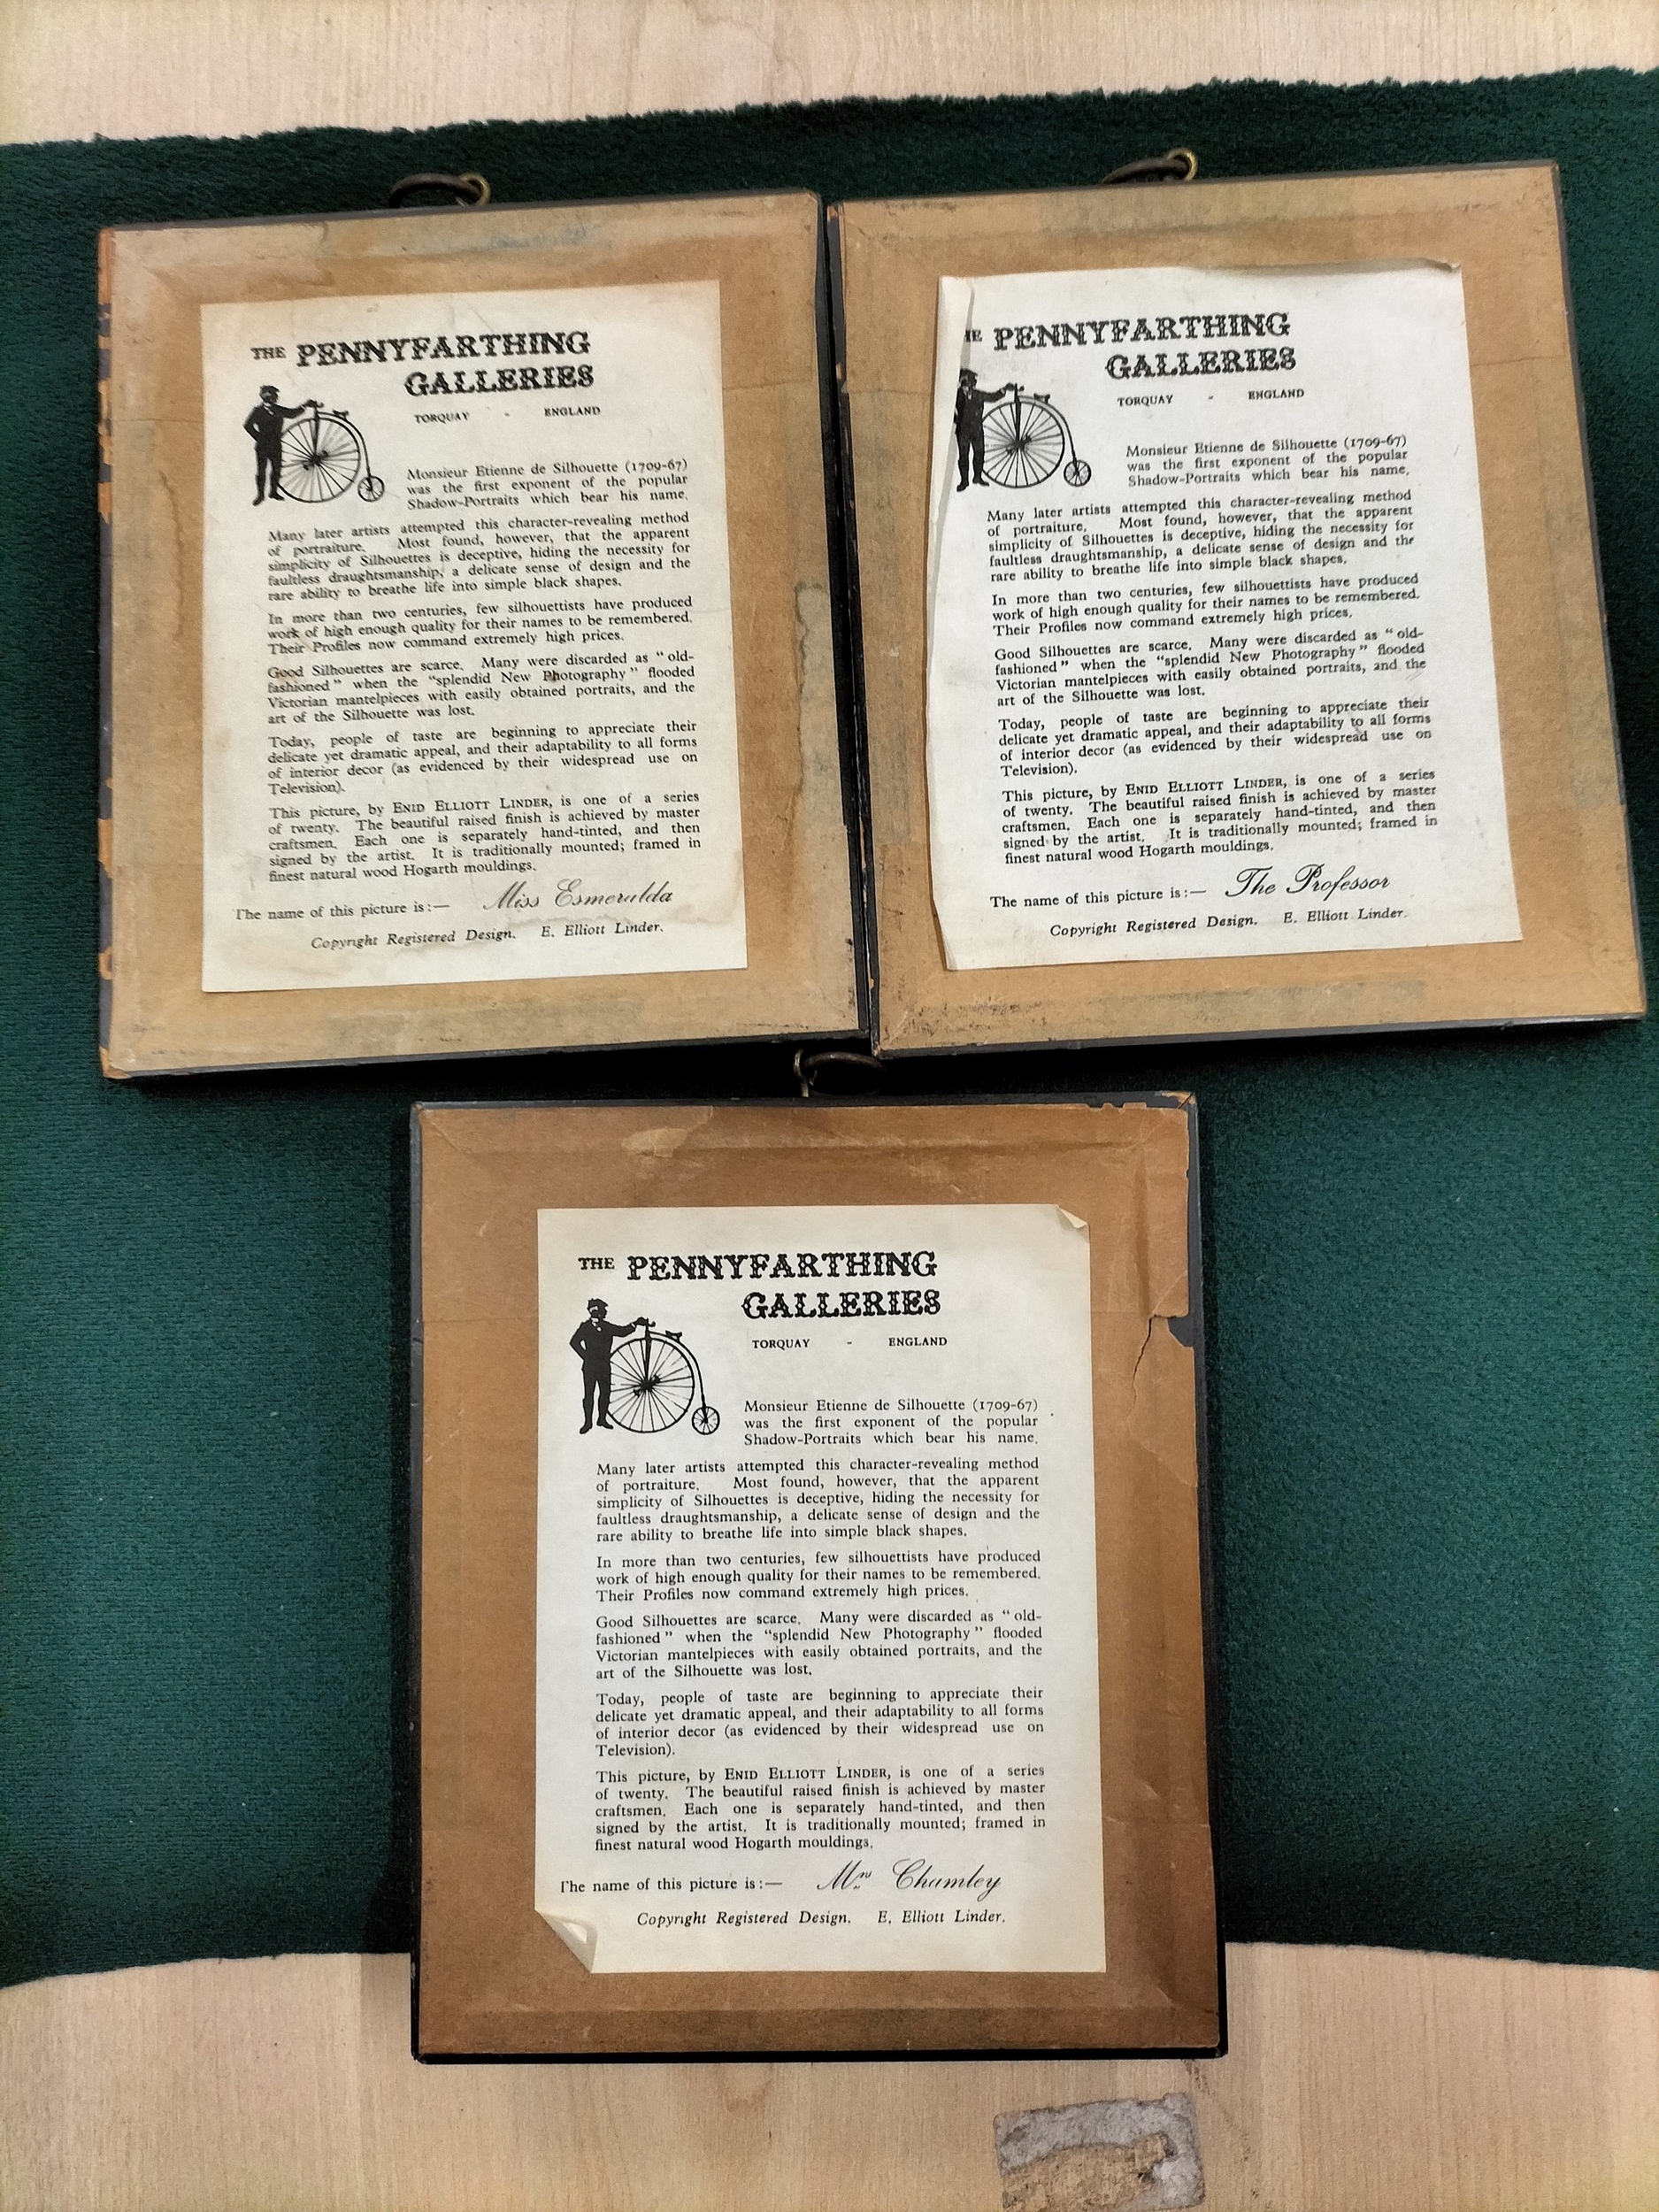 THE PENNYFARTHING
GALLERIES
TORQUAY - ENGLAND
Monsieur Etienne de Silhouette (1709-67)
was the first exponent of the popular
Shadow-Portraits which bear his name.
Many later artists attempted this character-revealing method
of portraiture. Most found, however, that the apparent
simplicity of Silhouettes is deceptive, hiding the necessity for
faultless draughtsmanship, a delicate sense of design and the
rare ability to breathe life into simple black shapes.
In more than two centuries, few silhouettists have produced
work of high enough quality for their names to be remembered.
Their Profiles now command extremely high prices.
Good Silhouettes are scarce. Many were discarded as "old-
fashioned" when the "splendid New Photography" flooded
Victorian mantelpieces with easily obtained portraits, and the
art of the Silhouette was lost.
Today, people of taste are beginning to appreciate their
delicate yet dramatic appeal, and their adaptability to all forms
of interior decor (as evidenced by their widespread use on
Television).
This picture, by ENID ELLIOTT LINDER, is one of a series
of twenty. The beautiful raised finish is achieved by master
craftsmen. Each one is separately hand-tinted, and then
signed by the artist. It is traditionally mounted; framed in
finest natural wood Hogarth mouldings.
The name of this picture is:— Miss Esmeralda
Copyright Registered Design. E. Elliott Linder.
HE PENNYFARTHING
GALLERIES
TORQUAY - ENGLAND
Monsieur Etienne de Silhouette (1709-67)
was the first exponent of the popular
Shadow-Portraits which bear his name.
Many later artists attempted this character-revealing method
of portraiture. Most found, however, that the apparent
simplicity of Silhouettes is deceptive, hiding the necessity for
faultless draughtsmanship, a delicate sense of design and the
rare ability to breathe life into simple black shapes.
In more than two centuries, few silhouettists have produced
work of high enough quality for their names to be remembered.
Their Profiles now command extremely high prices.
Good Silhouettes are scarce. Many were discarded as "old-
fashioned" when the "splendid New Photography" flooded
Victorian mantelpieces with easily obtained portraits, and the
art of the Silhouette was lost.
Today, people of taste are beginning to appreciate their
delicate yet dramatic appeal, and their adaptability to all forms
of interior decor (as evidenced by their widespread use on
Television).
This picture, by ENID ELLIOTT LINDER, is one of a series
of twenty. The beautiful raised finish is achieved by master
craftsmen. Each one is separately hand-tinted, and then
signed by the artist. It is traditionally mounted; framed in
finest natural wood Hogarth mouldings.
The name of this picture is:— The Professor
Copyright Registered Design. E. Elliott Linder.
THE PENNYFARTHING
GALLERIES
TORQUAY - ENGLAND
Monsieur Etienne de Silhouette (1709-67)
was the first exponent of the popular
Shadow-Portraits which bear his name.
Many later artists attempted this character-revealing method
of portraiture. Most found, however, that the apparent
simplicity of Silhouettes is deceptive, hiding the necessity for
faultless draughtsmanship, a delicate sense of design and the
rare ability to breathe life into simple black shapes.
In more than two centuries, few silhouettists have produced
work of high enough quality for their names to be remembered.
Their Profiles now command extremely high prices.
Good Silhouettes are scarce. Many were discarded as "old-
fashioned" when the "splendid New Photography" flooded
Victorian mantelpieces with easily obtained portraits, and the
art of the Silhouette was lost.
Today, people of taste are beginning to appreciate their
delicate yet dramatic appeal, and their adaptability to all forms
of interior decor (as evidenced by their widespread use on
Television).
This picture, by ENID ELLIOTT LINDER, is one of a series
of twenty. The beautiful raised finish is achieved by master
craftsmen. Each one is separately hand-tinted, and then
signed by the artist. It is traditionally mounted; framed in
finest natural wood Hogarth mouldings.
The name of this picture is:— Mrs Chumley
Copyright Registered Design. E. Elliott Linder.